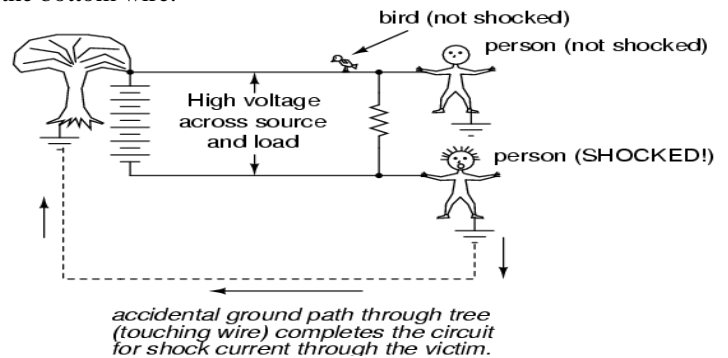 the bottom wire.
bird (not shocked)
person (not shocked)
High voltage
across source
and load
person (SHOCKED!)
accidental ground path through tree
(touching wire) completes the circuit
for shock current through the victim.